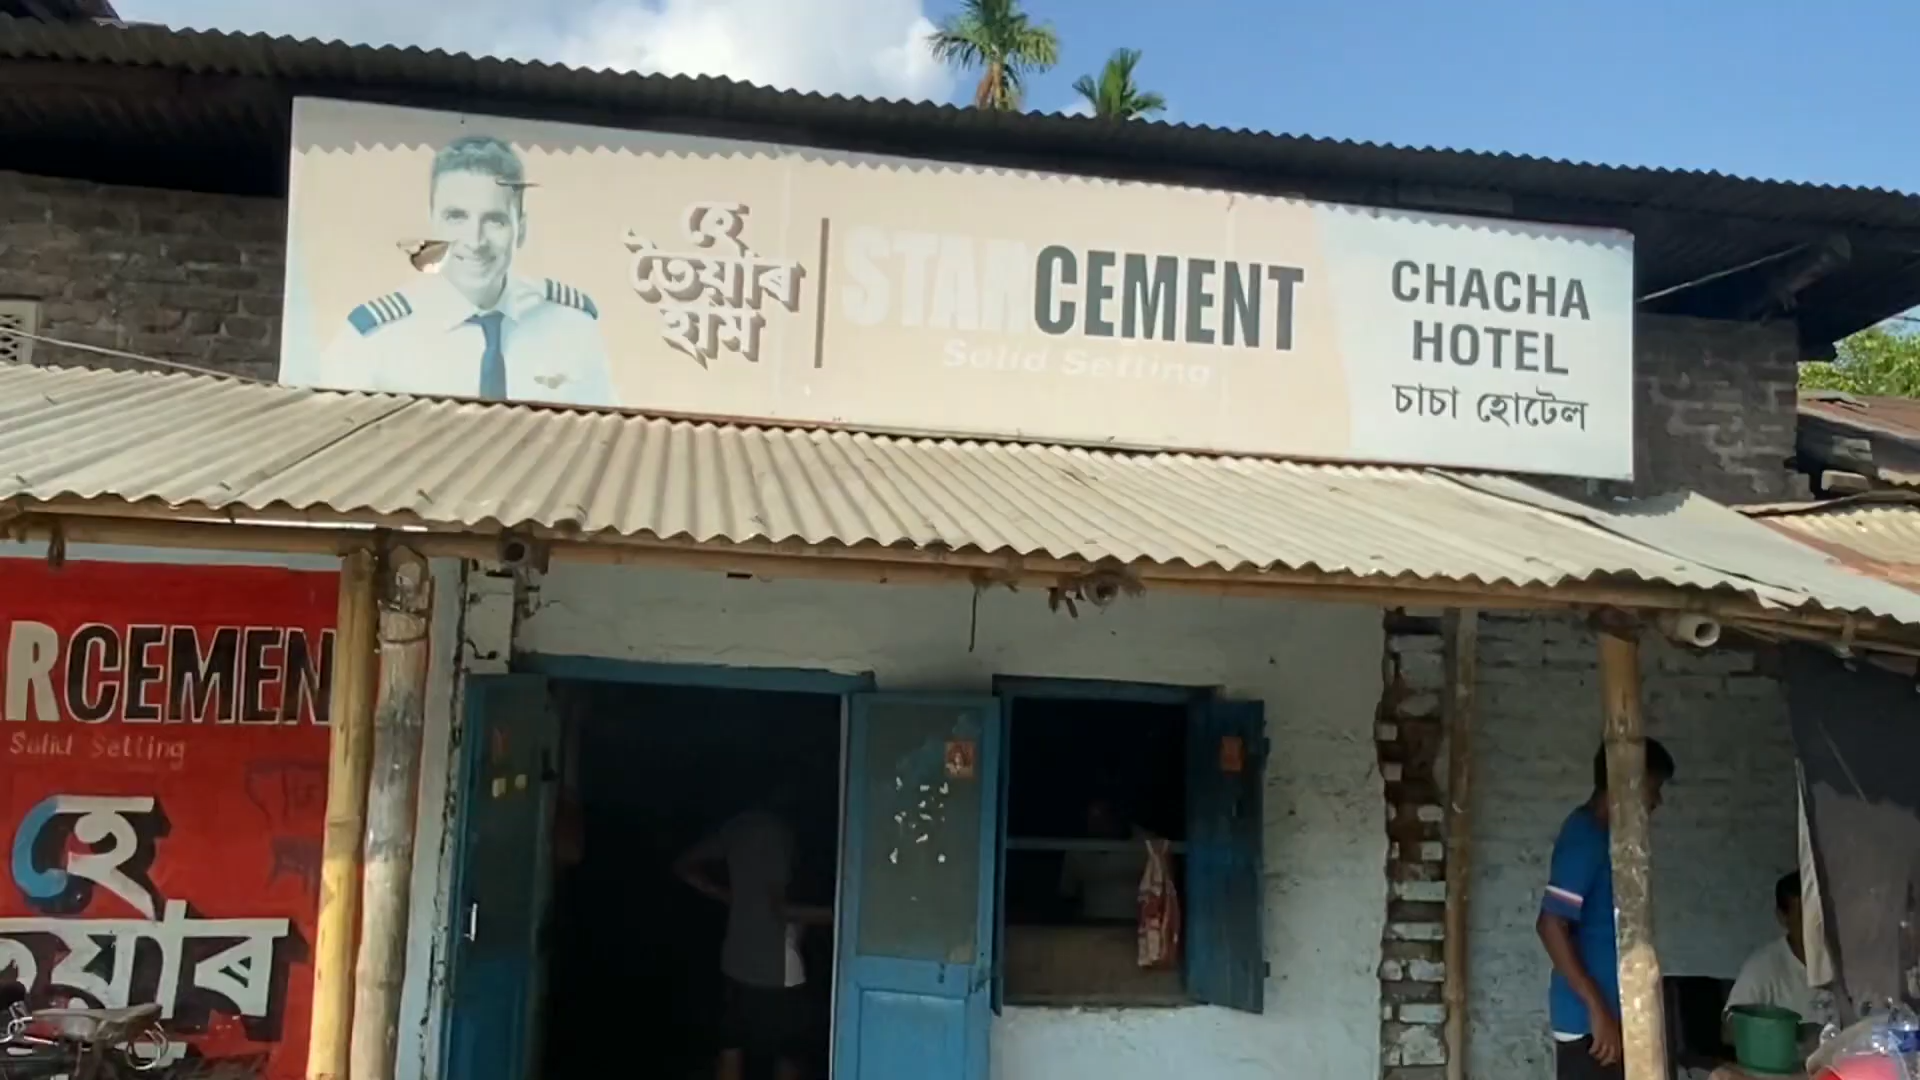 হে
তৈয়াৰ
হাম
STARCEMENT
Solid Setting
CHACHA
HOTEL
চাচা হোটেল
RCEMEN
Solid Setting
হে
তৈয়াৰ